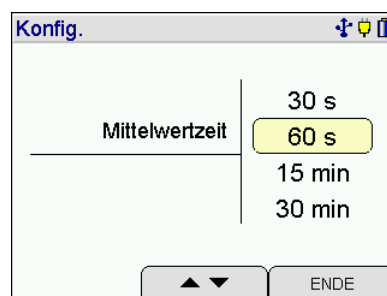 Konfig.
30 s
Mittelwertzeit
60 s
15 min
30 min
ENDE